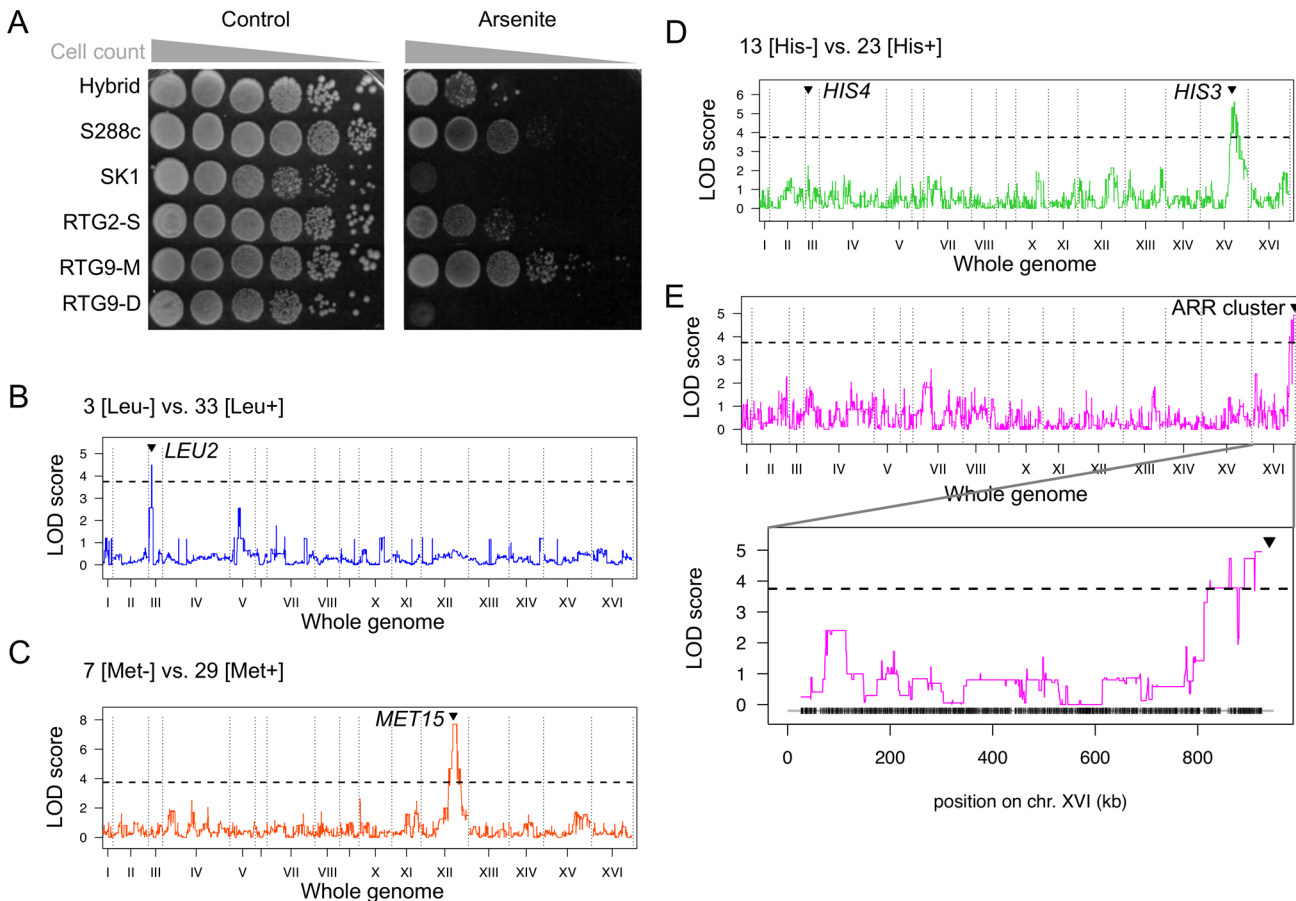 A
Control
Arsenite
Cell count
Hybrid
S288c
SK1
RTG2-S
RTG9-M
RTG9-D
B
3 [Leu-] vs. 33 [Leu+]
LEU2
LOD score
5
4
3
2
1
0
I II III IV V VII VIII X XI XII XIII XIV XV XVI
Whole genome
C
7 [Met-] vs. 29 [Met+]
MET15
LOD score
8
6
4
2
0
I II III IV V VII VIII X XI XII XIII XIV XV XVI
Whole genome
D
13 [His-] vs. 23 [His+]
HIS4
HIS3
LOD score
6
5
4
3
2
1
0
I II III IV V VII VIII X XI XII XIII XIV XV XVI
Whole genome
E
ARR cluster
LOD score
5
4
3
2
1
0
I II III IV V VII VIII X XI XII XIII XIV XV XVI
Whole genome
LOD score
5
4
3
2
1
0
0 200 400 600 800
position on chr. XVI (kb)